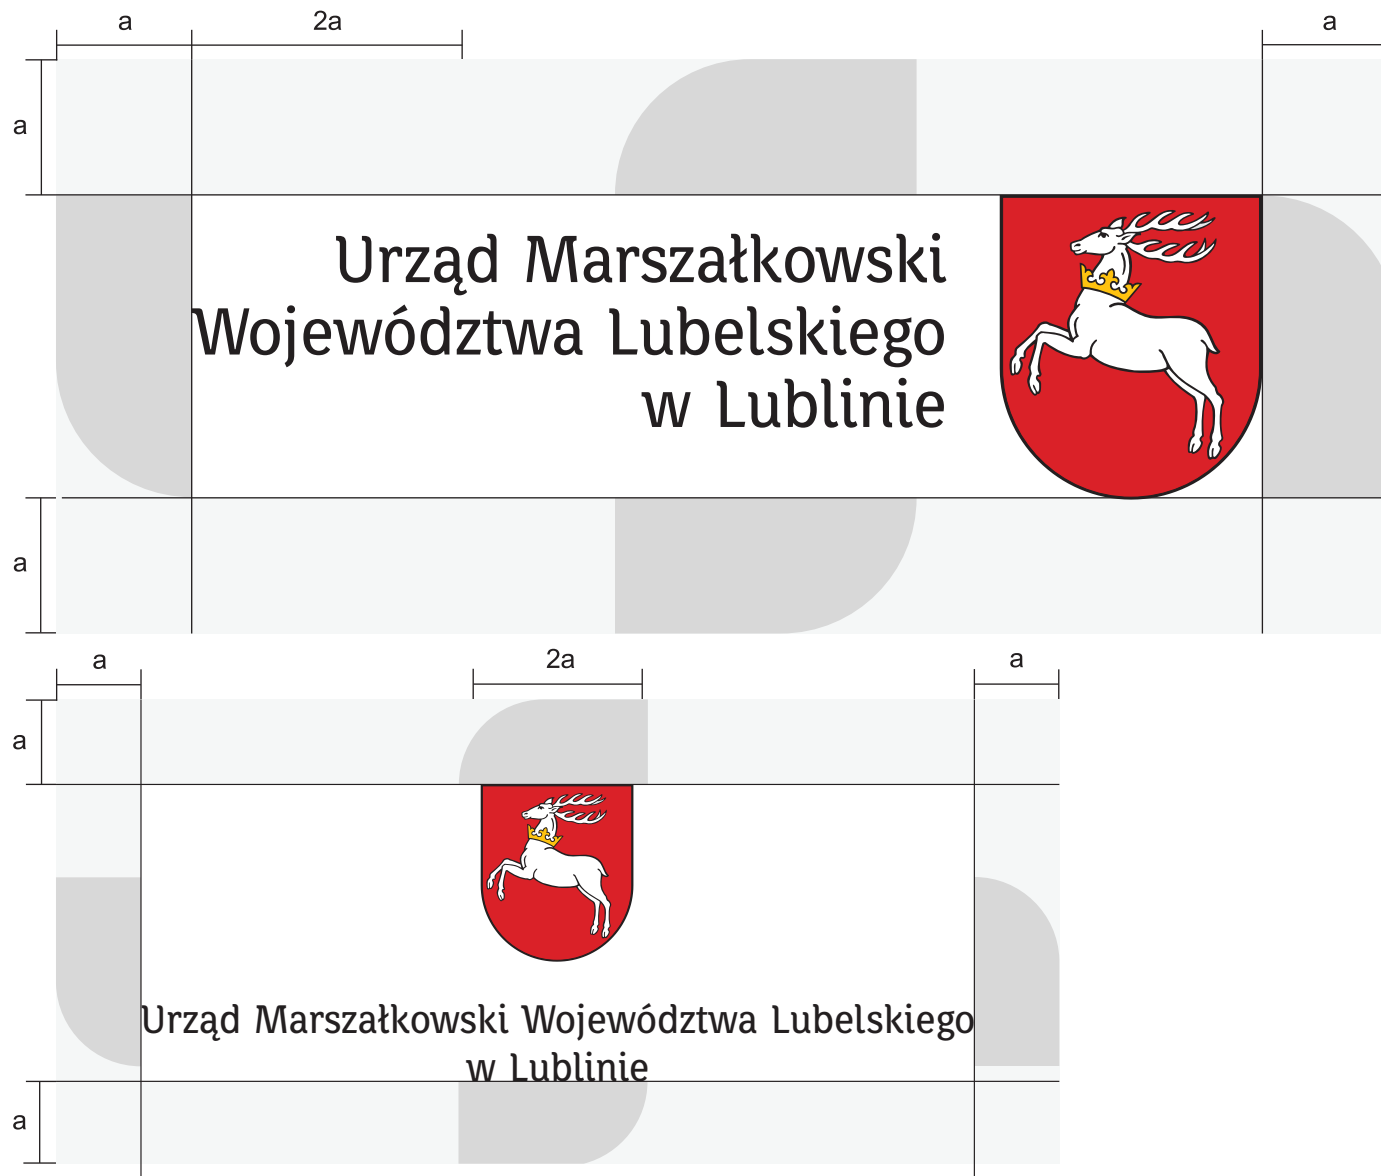 a 2a a
a
Urząd Marszałkowski
Województwa Lubelskiego
w Lublinie
a
a 2a a
a
Urząd Marszałkowski Województwa Lubelskiego
w Lublinie
a